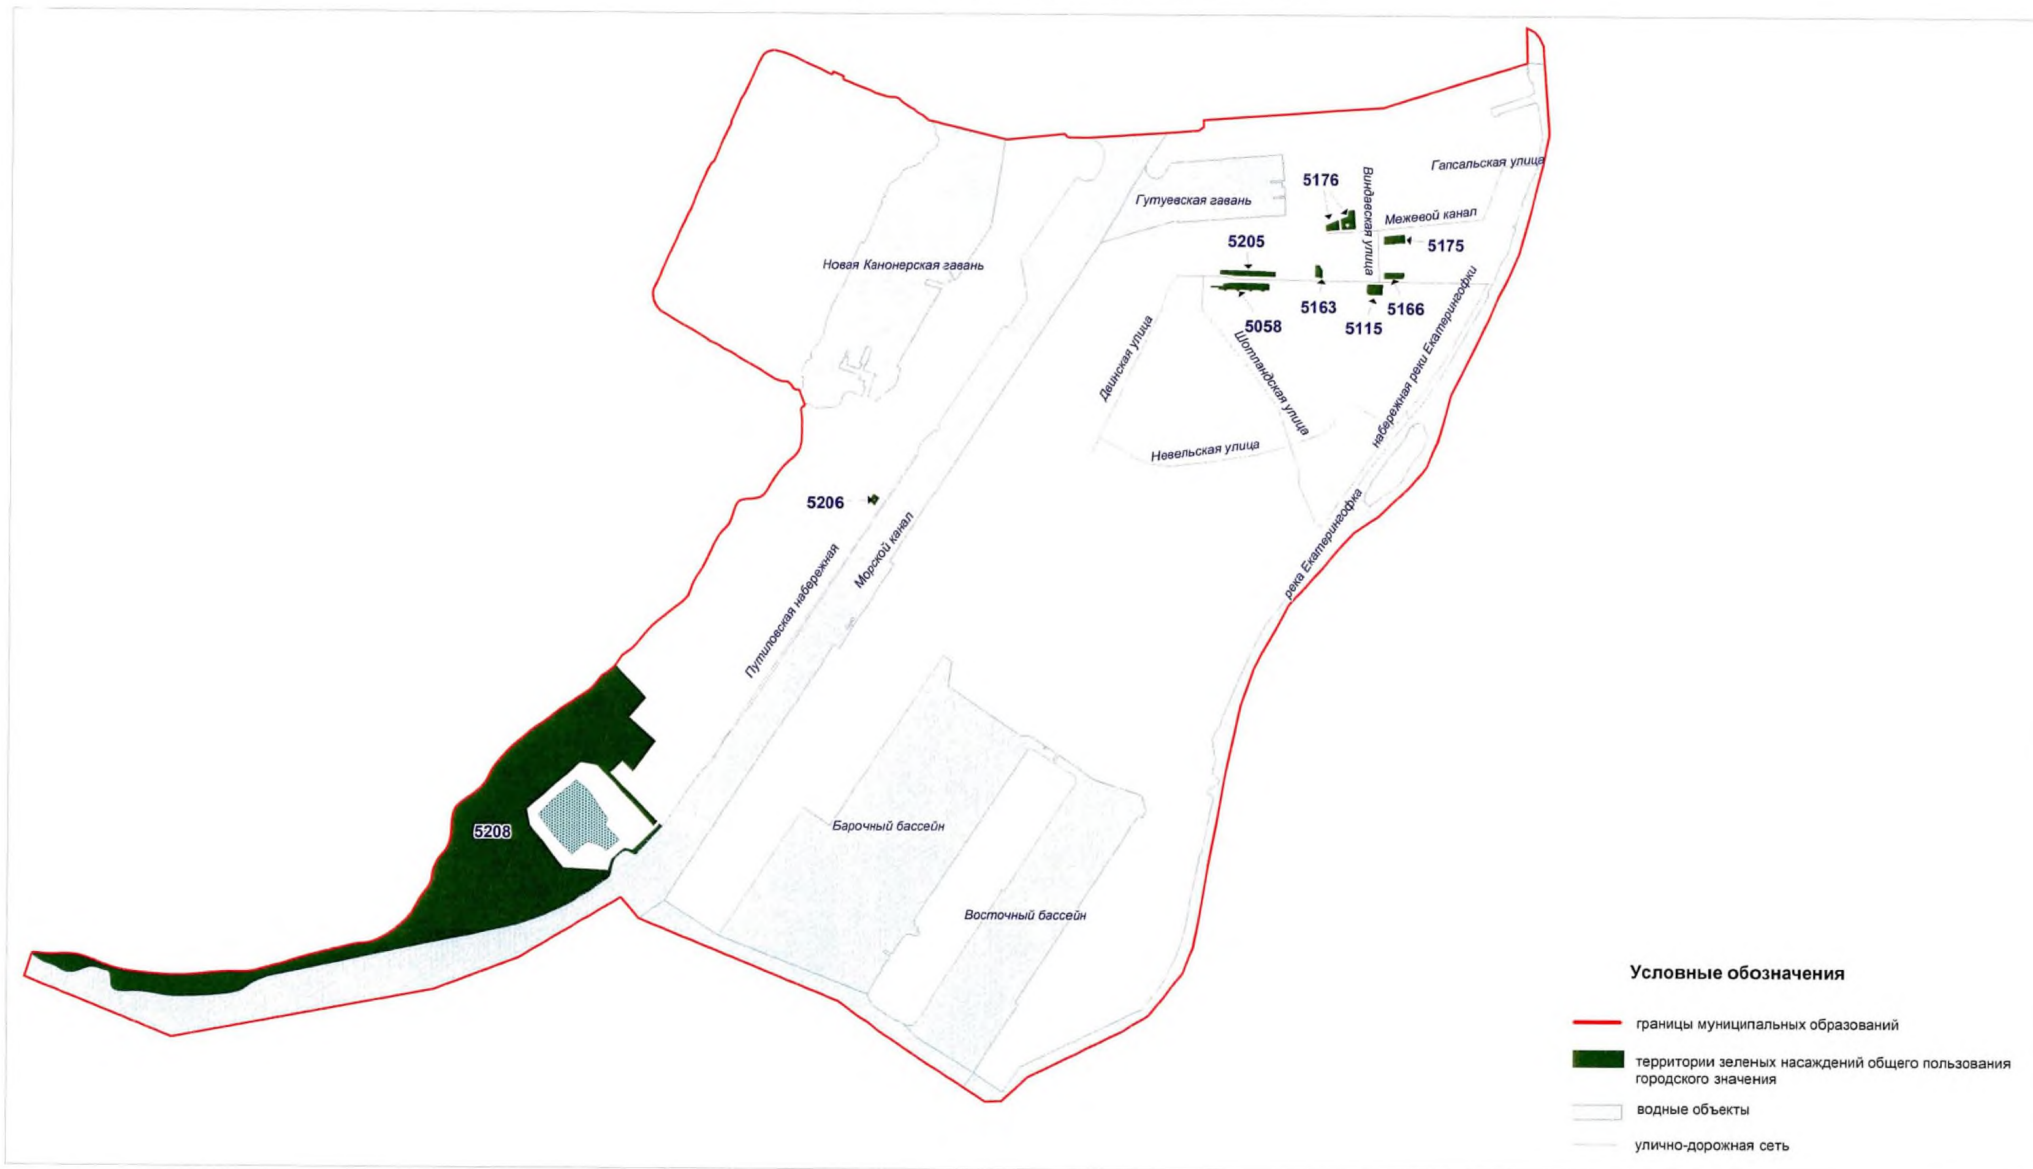 Гапсальская улица
Виндавская улица
5176
Гутуевская гавань
Межевой канал
5205
5175
Новая Канонерская гавань
5163
5166
5058
5115
Двинская улица
Шотландская улица
набережная реки Екатерингофки
Невельская улица
5206
Морской канал
река Екатерингофка
Путиловская набережная
5208
Барочный бассейн
Восточный бассейн
Условные обозначения
границы муниципальных образований
территории зеленых насаждений общего пользования
городского значения
водные объекты
улично-дорожная сеть